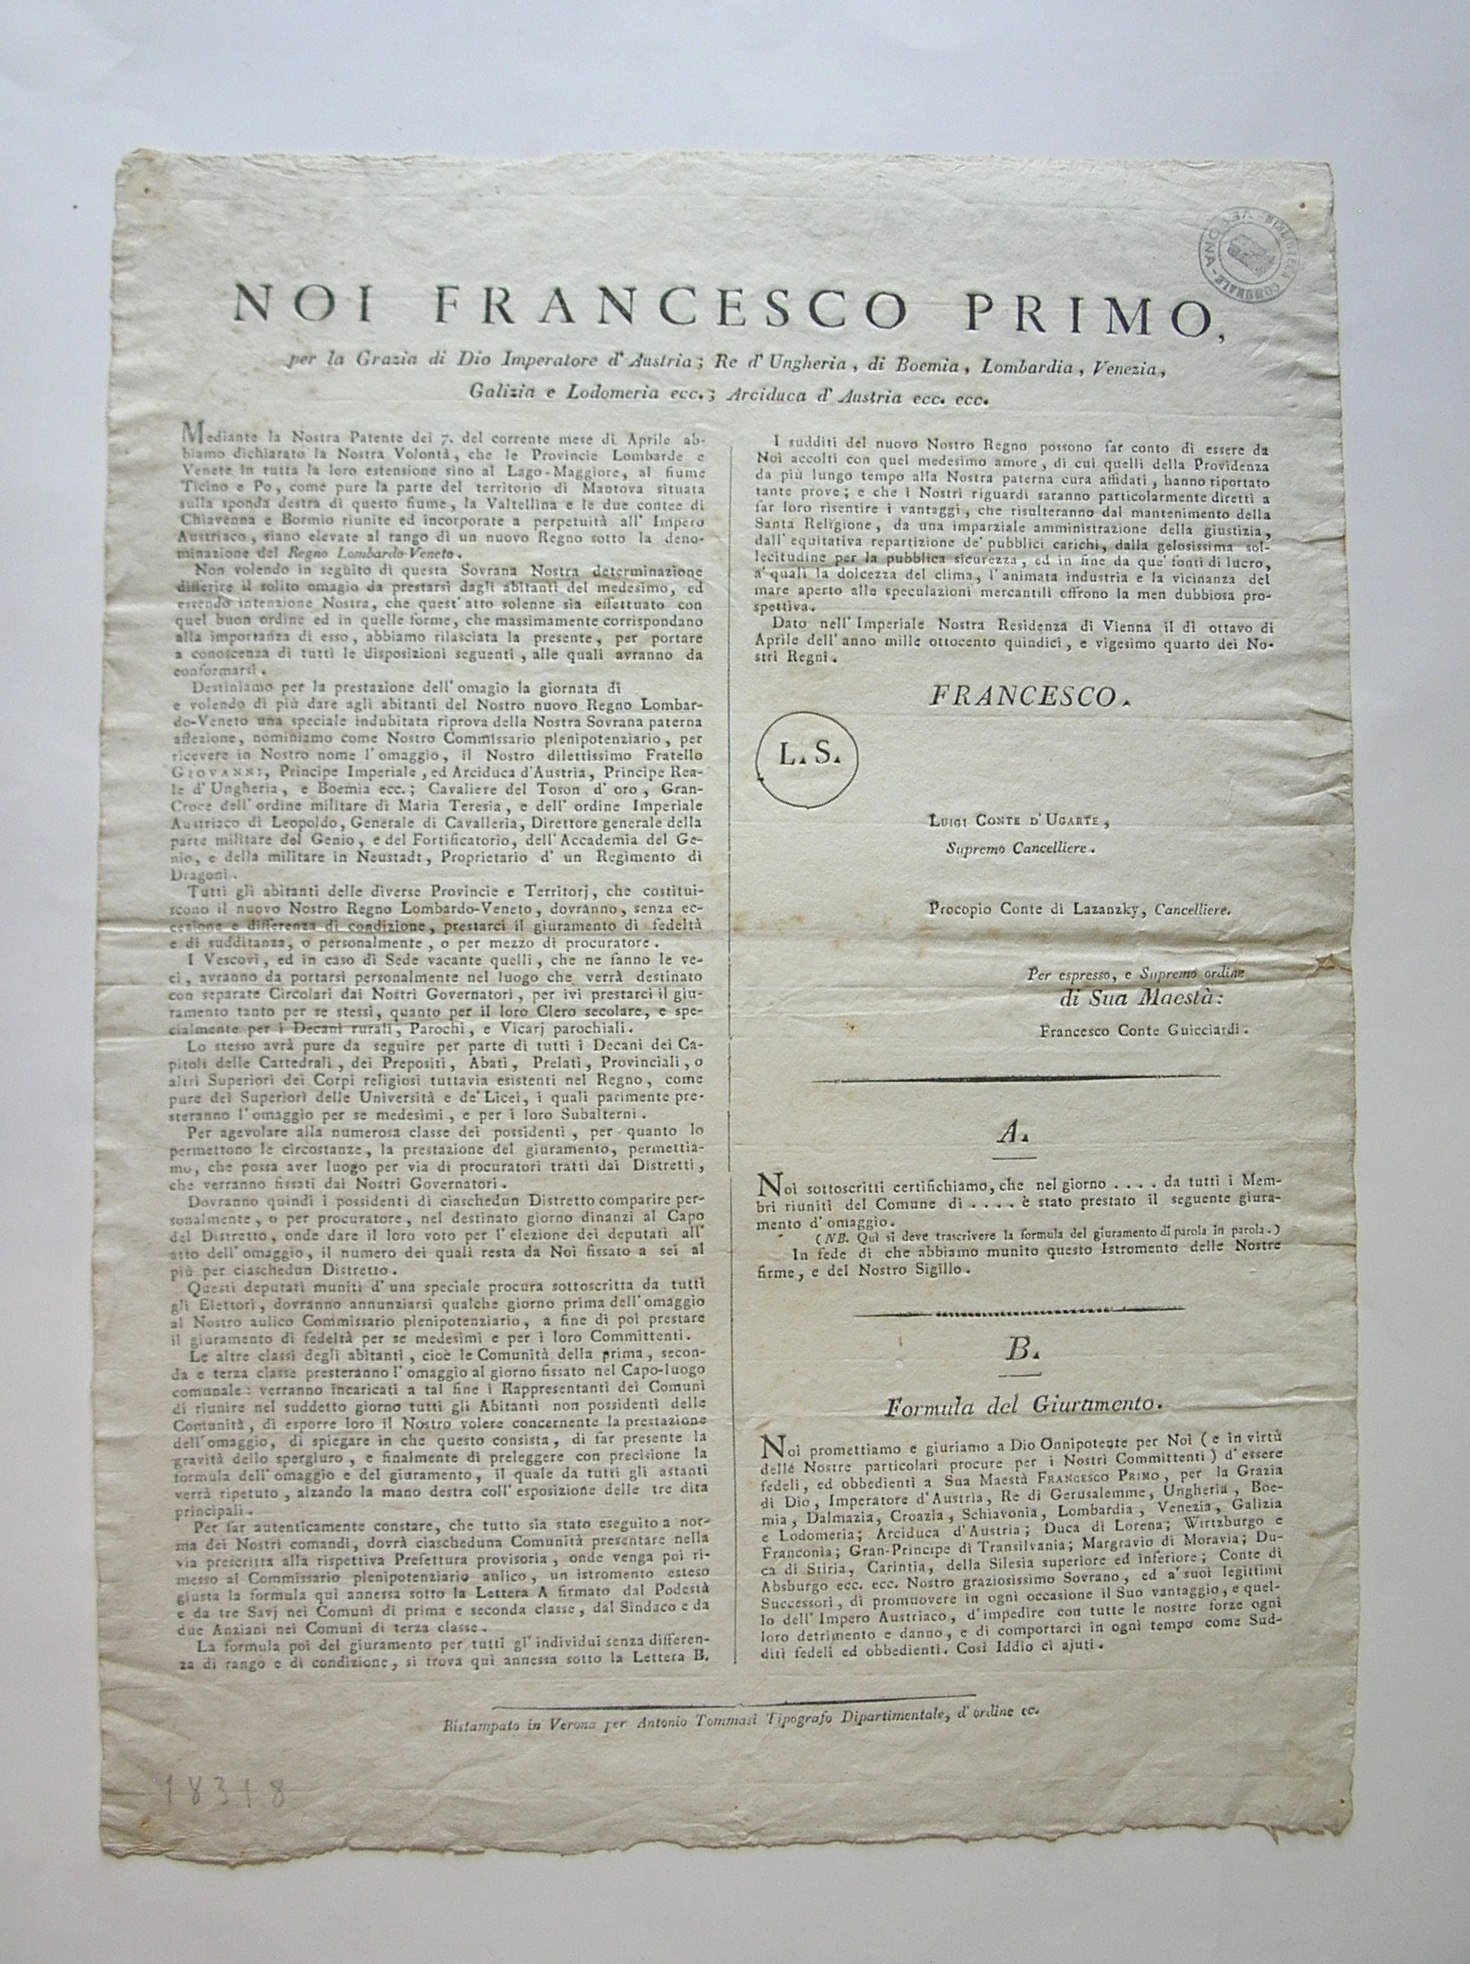 BIBLIOTECA COMUNALE - VERONA
NOI FRANCESCO PRIMO,
per la Grazia di Dio Imperatore d'Austria; Re d'Ungheria, di Boemia, Lombardia, Venezia,
Galizia e Lodomeria ecc.; Arciduca d'Austria ecc. ecc.
Mediante la Nostra Patente dei 7. del corrente mese di Aprile ab-
biamo dichiarato la Nostra Volontà, che le Provincie Lombarde e
Venete in tutta la loro estensione sino al Lago-Maggiore, al fiume
Ticino e Po, come pure la parte del territorio di Mantova situata
sulla sponda destra di questo fiume, la Valtellina e le due contee di
Chiavenna e Bormio riunite ed incorporate a perpetuità all' Impero
Austriaco, siano elevate al rango di un nuovo Regno sotto la deno-
minazione del Regno Lombardo-Veneto.
Non volendo in seguito di questa Sovrana Nostra determinazione
differire il solito omagio da prestarsi dagli abitanti del medesimo, ed
essendo intenzione Nostra, che quest'atto solenne sia effettuato con
quel buon ordine ed in quelle forme, che massimamente corrispondano
alla importanza di esso, abbiamo rilasciata la presente, per portare
a conoscenza di tutti le disposizioni seguenti, alle quali avranno da
conformarsi.
Destiniamo per la prestazione dell'omagio la giornata di
e volendo di più dare agli abitanti del Nostro nuovo Regno Lombar-
do-Veneto una speciale indubitata riprova della Nostra Sovrana paterna
affezione, nominiamo come Nostro Commissario plenipotenziario, per
ricevere in Nostro nome l'omaggio, il Nostro dilettissimo Fratello
GIOVANNI, Principe Imperiale, ed Arciduca d'Austria, Principe Rea-
le d'Ungheria, e Boemia ecc.; Cavaliere del Toson d'oro, Gran-
Croce dell'ordine militare di Maria Teresia, e dell'ordine Imperiale
Austriaco di Leopoldo, Generale di Cavalleria, Direttore generale della
parte militare del Genio, e del Fortificatorio, dell'Accademia del Ge-
nio, e della militare in Neustadt, Proprietario d'un Regimento di
Dragoni.
Tutti gli abitanti delle diverse Provincie e Territorj, che costitui-
scono il nuovo Nostro Regno Lombardo-Veneto, dovranno, senza ec-
cezione e differenza di condizione, prestarci il giuramento di fedeltà
e di sudditanza, o personalmente, o per mezzo di procuratore.
I Vescovi, ed in caso di Sede vacante quelli, che ne fanno le ve-
ci, avranno da portarsi personalmente nel luogo che verrà destinato
con separate Circolari dai Nostri Governatori, per ivi prestarci il giu-
ramento tanto per se stessi, quanto per il loro Clero secolare, e spe-
cialmente per i Decani rurali, Parochi, e Vicarj parochiali.
Lo stesso avrà pure da seguire per parte di tutti i Decani dei Ca-
pitoli delle Cattedrali, dei Prepositi, Abati, Prelati, Provinciali, o
altri Superiori dei Corpi religiosi tuttavia esistenti nel Regno, come
pure dei Superiori delle Università e de'Licei, i quali parimente pre-
steranno l'omaggio per se medesimi, e per i loro Subalterni.
Per agevolare alla numerosa classe dei possidenti, per quanto lo
permettono le circostanze, la prestazione del giuramento, permettia-
mo, che possa aver luogo per via di procuratori tratti dai Distretti,
che verranno fissati dai Nostri Governatori.
Dovranno quindi i possidenti di ciaschedun Distretto comparire per-
sonalmente, o per procuratore, nel destinato giorno dinanzi al Capo
del Distretto, onde dare il loro voto per l'elezione dei deputati all'
atto dell'omaggio, il numero dei quali resta da Noi fissato a sei al
più per ciaschedun Distretto.
Questi deputati muniti d'una speciale procura sottoscritta da tutti
gli Elettori, dovranno annunziarsi qualche giorno prima dell'omaggio
al Nostro aulico Commissario plenipotenziario, a fine di poi prestare
il giuramento di fedeltà per se medesimi e per i loro Committenti.
Le altre classi degli abitanti, cioè le Comunità della prima, secon-
da e terza classe presteranno l'omaggio al giorno fissato nel Capo-luogo
comunale: verranno incaricati a tal fine i Rappresentanti dei Comuni
di riunire nel suddetto giorno tutti gli Abitanti non possidenti delle
Comunità, di esporre loro il Nostro volere concernente la prestazione
dell'omaggio, di spiegare in che questo consista, di far presente la
gravità dello spergiuro, e finalmente di preleggere con precisione la
formula dell'omaggio e del giuramento, il quale da tutti gli astanti
verrà ripetuto, alzando la mano destra coll'esposizione delle tre dita
principali.
Per far autenticamente constare, che tutto sia stato eseguito a nor-
ma dei Nostri comandi, dovrà ciascheduna Comunità presentare nella
via prescritta alla rispettiva Prefettura provisoria, onde venga poi ri-
messo al Commissario plenipotenziario aulico, un istromento esteso
giusta la formula quì annessa sotto la Lettera A firmato dal Podestà
e da tre Savj nei Comuni di prima e seconda classe, dal Sindaco e da
due Anziani nei Comuni di terza classe.
La formula poi del giuramento per tutti gl'individui senza differen-
za di rango e di condizione, si trova quì annessa sotto la Lettera B.
I sudditi del nuovo Nostro Regno possono far conto di essere da
Noi accolti con quel medesimo amore, di cui quelli della Providenza
da più lungo tempo alla Nostra paterna cura affidati, hanno riportato
tante prove; e che i Nostri riguardi saranno particolarmente diretti a
far loro risentire i vantaggi, che risulteranno dal mantenimento della
Santa Religione, da una imparziale amministrazione della giustizia,
dall'equitativa repartizione de'pubblici carichi, dalla gelosissima sol-
lecitudine per la pubblica sicurezza, ed in fine da que'fonti di lucro,
a'quali la dolcezza del clima, l'animata industria e la vicinanza del
mare aperto alle speculazioni mercantili offrono la men dubbiosa pro-
spettiva.
Dato nell'Imperiale Nostra Residenza di Vienna il dì ottavo di
Aprile dell'anno mille ottocento quindici, e vigesimo quarto dei No-
stri Regni.
FRANCESCO.
L. S.
LUIGI CONTE D'UGARTE,
Supremo Cancelliere.
Procopio Conte di Lazanzky, Cancelliere.
Per espresso, e Supremo ordine
di Sua Maestà:
Francesco Conte Guicciardi.
A.
Noi sottoscritti certifichiamo, che nel giorno .... da tutti i Mem-
bri riuniti del Comune di .... è stato prestato il seguente giura-
mento d'omaggio.
(NB. Quì si deve trascrivere la formula del giuramento di parola in parola.)
In fede di che abbiamo munito questo Istromento delle Nostre
firme, e del Nostro Sigillo.
B.
Formula del Giuramento.
Noi promettiamo e giuriamo a Dio Onnipotente per Noi (e in virtù
delle Nostre particolari procure per i Nostri Committenti) d'essere
fedeli, ed obbedienti a Sua Maestà FRANCESCO PRIMO, per la Grazia
di Dio, Imperatore d'Austria, Re di Gerusalemme, Ungheria, Boe-
mia, Dalmazia, Croazia, Schiavonia, Lombardia, Venezia, Galizia
e Lodomeria; Arciduca d'Austria; Duca di Lorena; Wirtzburgo e
Franconia; Gran-Principe di Transilvania; Margravio di Moravia; Du-
ca di Stiria, Carintia, della Silesia superiore ed inferiore; Conte di
Absburgo ecc. ecc. Nostro graziosissimo Sovrano, ed a'suoi legittimi
Successori, di promuovere in ogni occasione il Suo vantaggio, e quel-
lo dell'Impero Austriaco, d'impedire con tutte le nostre forze ogni
loro detrimento e danno, e di comportarci in ogni tempo come Sud-
diti fedeli ed obbedienti. Così Iddio ci ajuti.
Ristampato in Verona per Antonio Tommasi Tipografo Dipartimentale, d'ordine ec.
18318